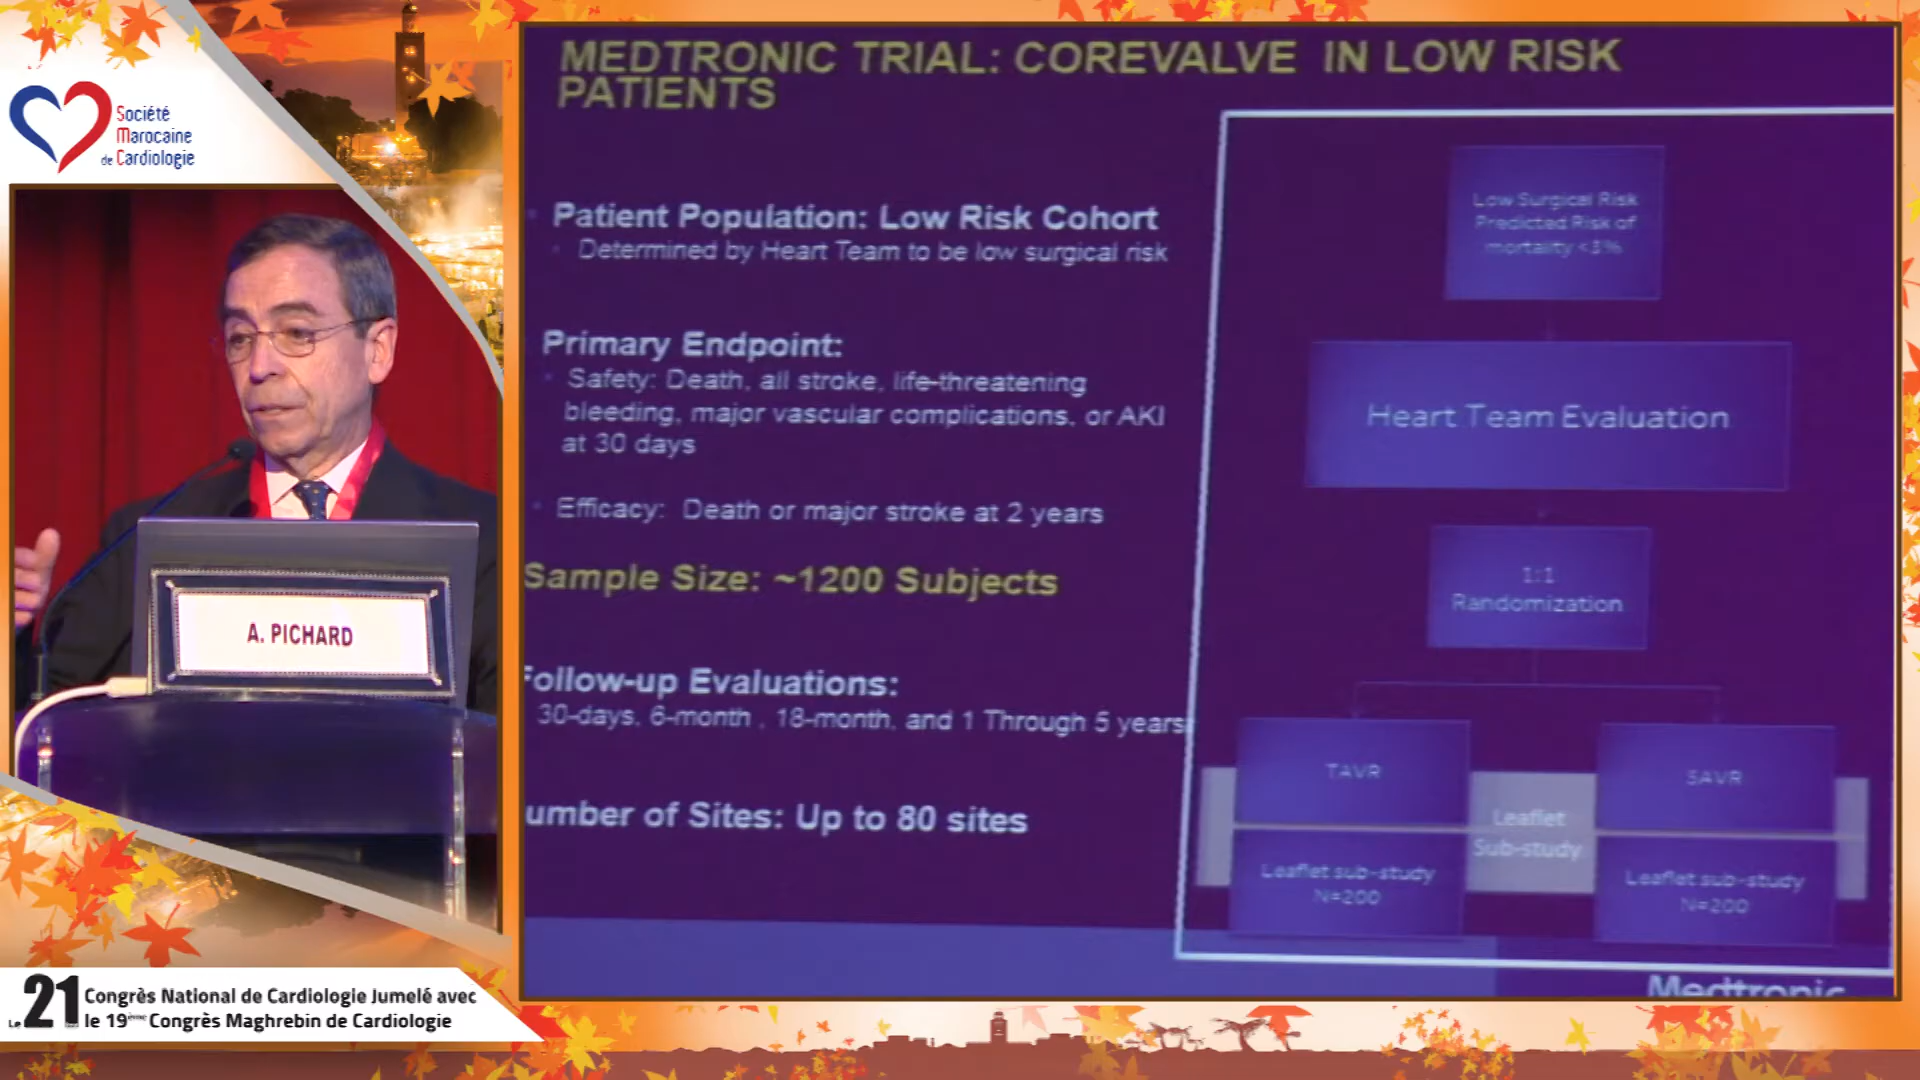 Société
Marocaine
de Cardiologie
A. PICHARD
Le 21
Congrès National de Cardiologie Jumelé avec
le 19ème Congrès Maghrebin de Cardiologie
MEDTRONIC TRIAL: COREVALVE IN LOW RISK
PATIENTS
Patient Population: Low Risk Cohort
Determined by Heart Team to be low surgical risk
Primary Endpoint:
Safety: Death, all stroke, life-threatening
bleeding, major vascular complications, or AKI
at 30 days
Efficacy: Death or major stroke at 2 years
Sample Size: ~1200 Subjects
Follow-up Evaluations:
30-days, 6-month , 18-month, and 1 Through 5 years
umber of Sites: Up to 80 sites
Low Surgical Risk
Predicted Risk of
mortality <3%
Heart Team Evaluation
1:1
Randomization
TAVR
SAVR
Leaflet
Sub-study
Leaflet sub-study
N=200
Leaflet sub-study
N=200
Medtronic